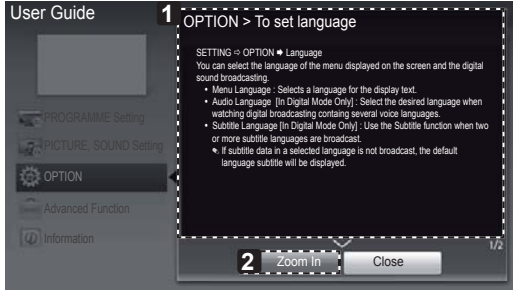 User Guide
1
OPTION > To set language
SETTING ⇨ OPTION ➡ Language
You can select the language of the menu displayed on the screen and the digital
sound broadcasting.
• Menu Language : Selects a language for the display text.
• Audio Language [In Digital Mode Only] : Select the desired language when
watching digital broadcasting containg several voice languages.
• Subtitle Language [In Digital Mode Only] : Use the Subtitle function when two
or more subtitle languages are broadcast.
If subtitle data in a selected language is not broadcast, the default
language subtitle will be displayed.
PROGRAMME Setting
PICTURE, SOUND Setting
OPTION
Advanced Function
Information
1/2
2
Zoom In
Close